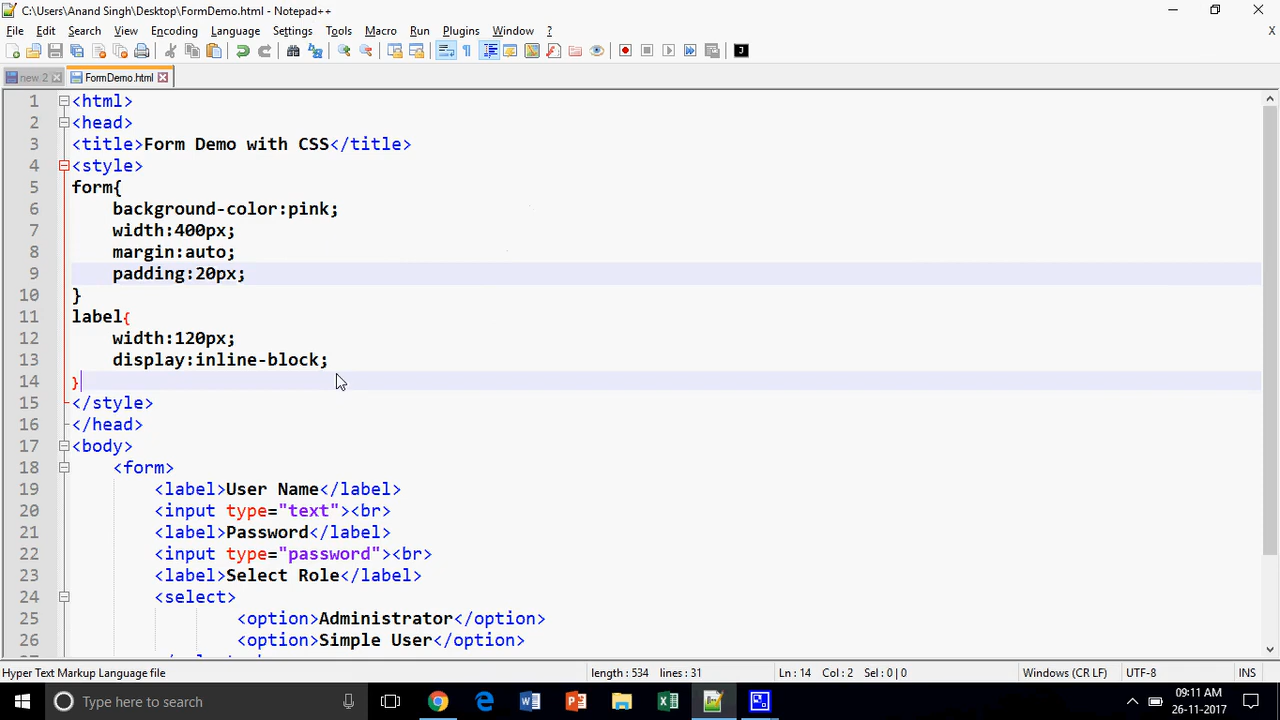 C:\Users\Anand Singh\Desktop\FormDemo.html - Notepad++
File Edit Search View Encoding Language Settings Tools Macro Run Plugins Window ? X
new 2 FormDemo.html
1 <html>
2 <head>
3 <title>Form Demo with CSS</title>
4 <style>
5 form{
6 background-color:pink;
7 width:400px;
8 margin:auto;
9 padding:20px;
10 }
11 label{
12 width:120px;
13 display:inline-block;
14 }
15 </style>
16 </head>
17 <body>
18 <form>
19 <label>User Name</label>
20 <input type="text"><br>
21 <label>Password</label>
22 <input type="password"><br>
23 <label>Select Role</label>
24 <select>
25 <option>Administrator</option>
26 <option>Simple User</option>
Hyper Text Markup Language file length : 534 lines : 31 Ln : 14 Col : 2 Sel : 0 | 0 Windows (CR LF) UTF-8 INS
Type here to search 09:11 AM
26-11-2017